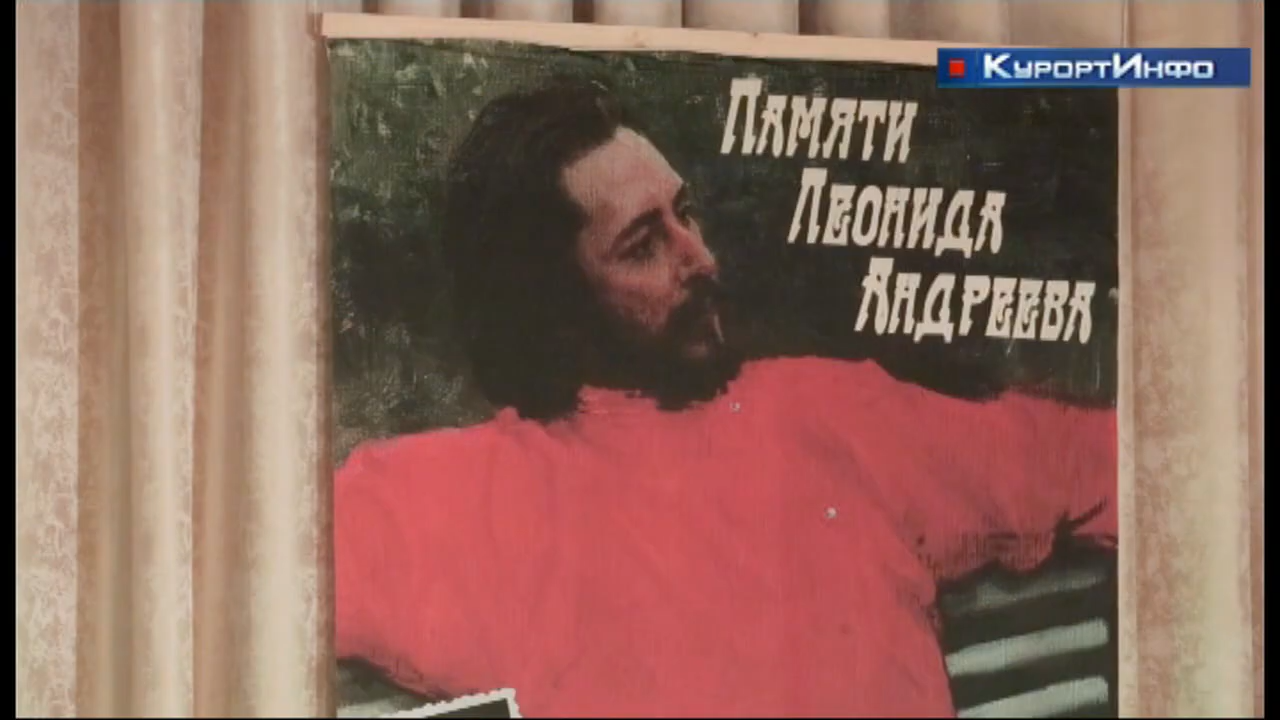 КурортИнфо
Памяти
Леонида
Андреева